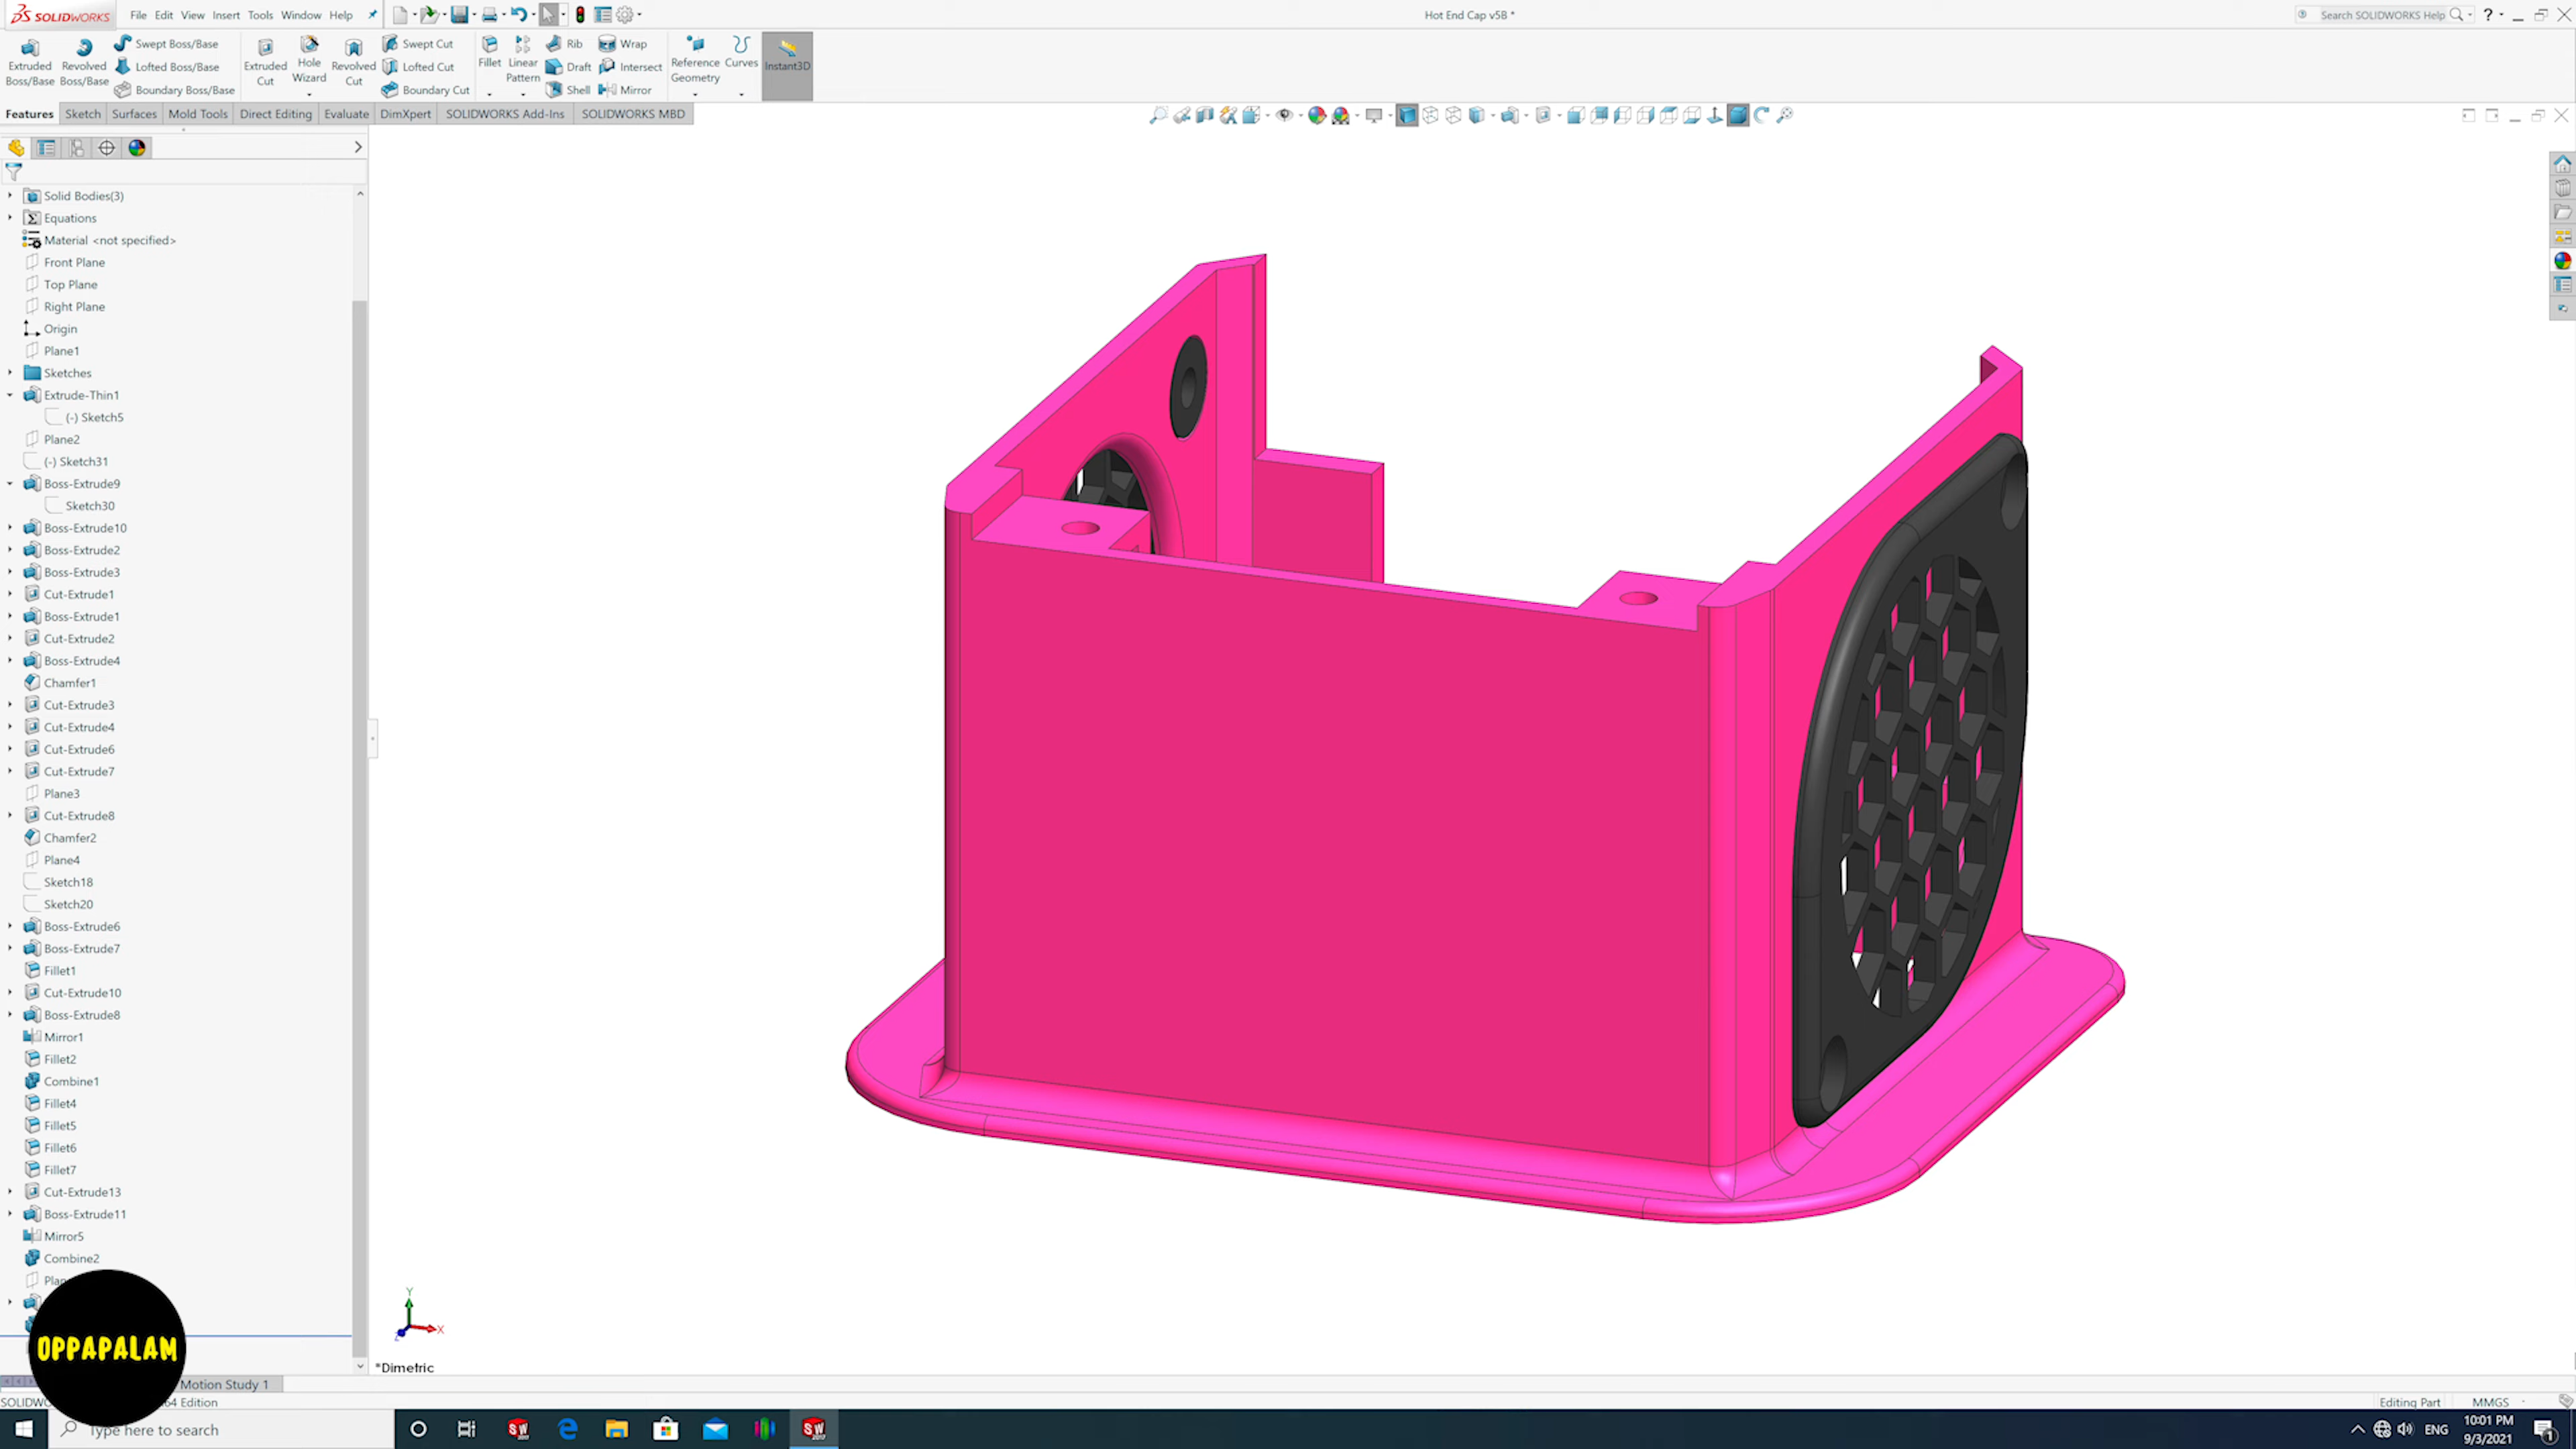 SOLIDWORKS File Edit View Insert Tools Window Help Hot End Cap v5B * Search SOLIDWORKS Help
Extruded Boss/Base
Revolved Boss/Base
Swept Boss/Base
Lofted Boss/Base
Boundary Boss/Base
Extruded Cut
Hole Wizard
Revolved Cut
Swept Cut
Lofted Cut
Boundary Cut
Fillet
Linear Pattern
Rib
Draft
Shell
Wrap
Intersect
Mirror
Reference Geometry
Curves
Instant3D
Features Sketch Surfaces Mold Tools Direct Editing Evaluate DimXpert SOLIDWORKS Add-Ins SOLIDWORKS MBD
Solid Bodies(3)
Equations
Material <not specified>
Front Plane
Top Plane
Right Plane
Origin
Plane1
Sketches
Extrude-Thin1
(-) Sketch5
Plane2
(-) Sketch31
Boss-Extrude9
Sketch30
Boss-Extrude10
Boss-Extrude2
Boss-Extrude3
Cut-Extrude1
Boss-Extrude1
Cut-Extrude2
Boss-Extrude4
Chamfer1
Cut-Extrude3
Cut-Extrude4
Cut-Extrude6
Cut-Extrude7
Plane3
Cut-Extrude8
Chamfer2
Plane4
Sketch18
Sketch20
Boss-Extrude6
Boss-Extrude7
Fillet1
Cut-Extrude10
Boss-Extrude8
Mirror1
Fillet2
Combine1
Fillet4
Fillet5
Fillet6
Fillet7
Cut-Extrude13
Boss-Extrude11
Mirror5
Combine2
OPPAPALAM
Y
X
Z
*Dimetric
Motion Study 1
64 Edition
Editing Part MMGS
Type here to search
ENG
10:01 PM
9/3/2021